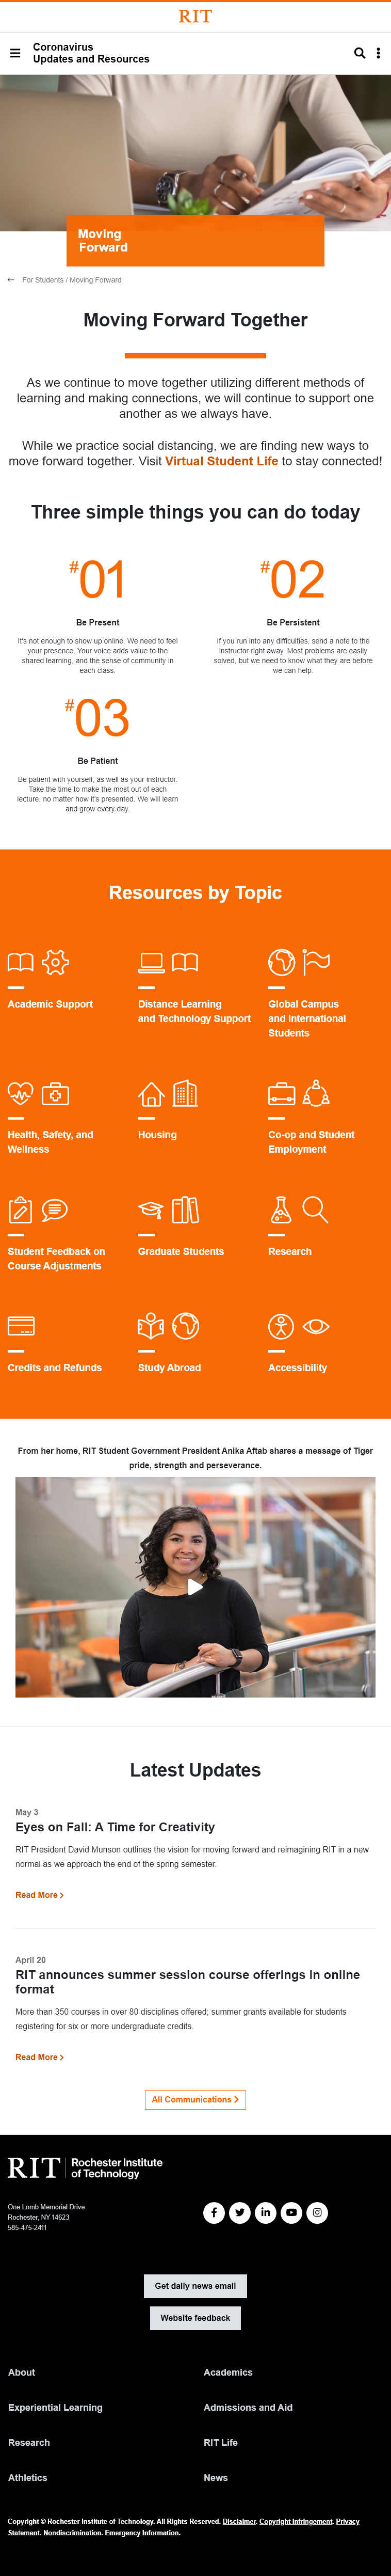 RIT
Coronavirus
Updates and Resources
Moving
Forward
For Students / Moving Forward
Moving Forward Together
As we continue to move together utilizing different methods of
learning and making connections, we will continue to support one
another as we always have.
While we practice social distancing, we are finding new ways to
move forward together. Visit Virtual Student Life to stay connected!
Three simple things you can do today
#01
Be Present
It's not enough to show up online. We need to feel
your presence. Your voice adds value to the
shared learning, and the sense of community in
each class.
#02
Be Persistent
If you run into any difficulties, send a note to the
instructor right away. Most problems are easily
solved, but we need to know what they are before
we can help.
#03
Be Patient
Be patient with yourself, as well as your instructor.
Take the time to make the most out of each
lecture, no matter how it's presented. We will learn
and grow every day.
Resources by Topic
Academic Support
Distance Learning
and Technology Support
Global Campus
and International
Students
Health, Safety, and
Wellness
Housing
Co-op and Student
Employment
Student Feedback on
Course Adjustments
Graduate Students
Research
Credits and Refunds
Study Abroad
Accessibility
From her home, RIT Student Government President Anika Aftab shares a message of Tiger
pride, strength and perseverance.
Latest Updates
May 3
Eyes on Fall: A Time for Creativity
RIT President David Munson outlines the vision for moving forward and reimagining RIT in a new
normal as we approach the end of the spring semester.
Read More
April 20
RIT announces summer session course offerings in online
format
More than 350 courses in over 80 disciplines offered; summer grants available for students
registering for six or more undergraduate credits.
Read More
All Communications
RIT | Rochester Institute
of Technology
One Lomb Memorial Drive
Rochester, NY 14623
585-475-2411
Get daily news email
Website feedback
About
Academics
Experiential Learning
Admissions and Aid
Research
RIT Life
Athletics
News
Copyright © Rochester Institute of Technology. All Rights Reserved. Disclaimer. Copyright Infringement. Privacy
Statement. Nondiscrimination. Emergency Information.